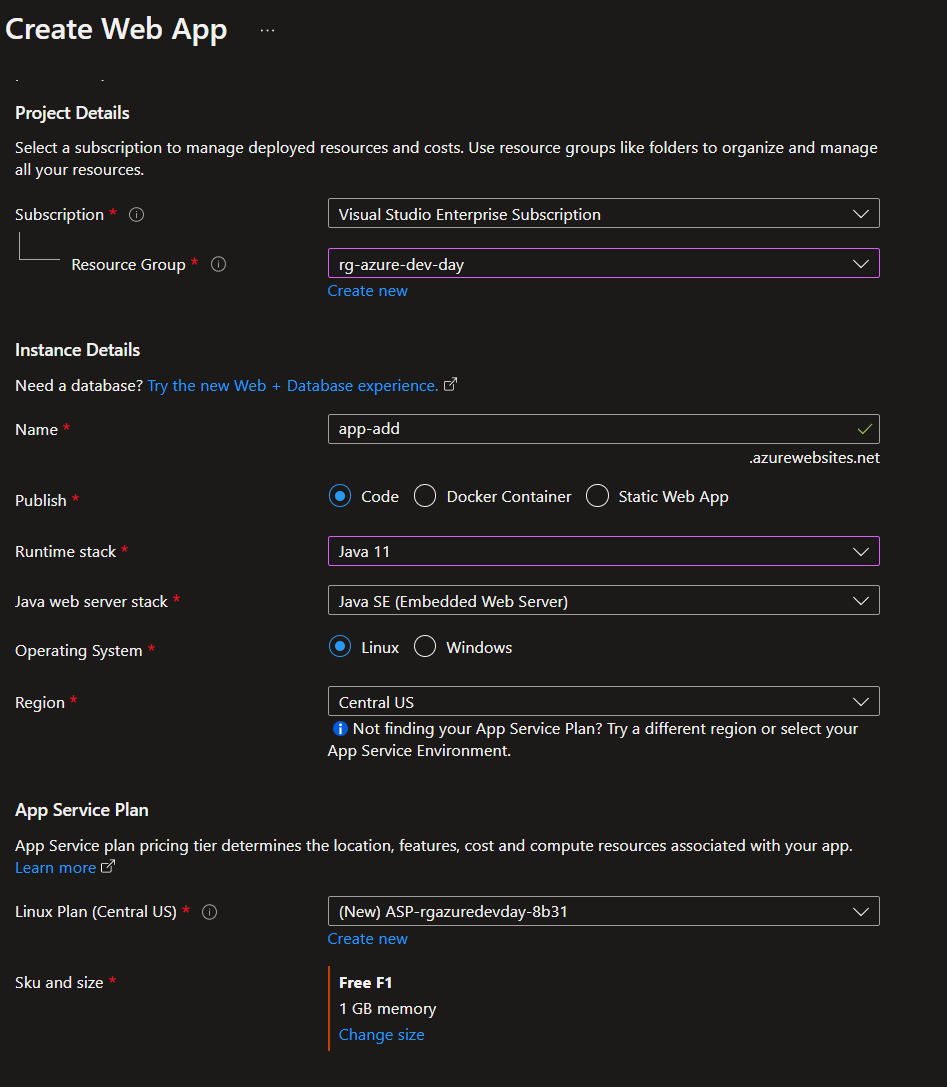 Create Web App ...
Project Details
Select a subscription to manage deployed resources and costs. Use resource groups like folders to organize and manage
all your resources.
Subscription *
Visual Studio Enterprise Subscription
Resource Group *
rg-azure-dev-day
Create new
Instance Details
Need a database? Try the new Web + Database experience.
Name *
app-add
.azurewebsites.net
Publish *
Code Docker Container Static Web App
Runtime stack *
Java 11
Java web server stack *
Java SE (Embedded Web Server)
Operating System *
Linux Windows
Region *
Central US
Not finding your App Service Plan? Try a different region or select your
App Service Environment.
App Service Plan
App Service plan pricing tier determines the location, features, cost and compute resources associated with your app.
Learn more
Linux Plan (Central US) *
(New) ASP-rgazuredevday-8b31
Create new
Sku and size *
Free F1
1 GB memory
Change size